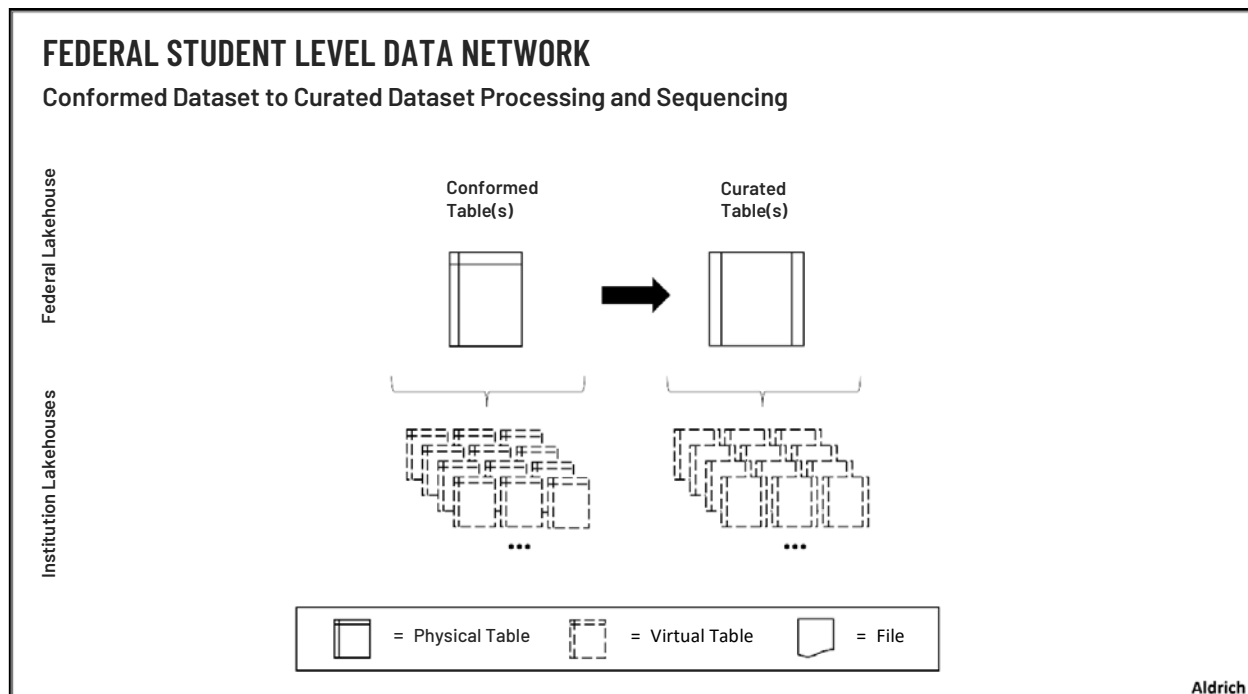 FEDERAL STUDENT LEVEL DATA NETWORK
Conformed Dataset to Curated Dataset Processing and Sequencing
Federal Lakehouse
Conformed
Table(s)
Curated
Table(s)
Institution Lakehouses
...
...
= Physical Table
= Virtual Table
= File
Aldrich